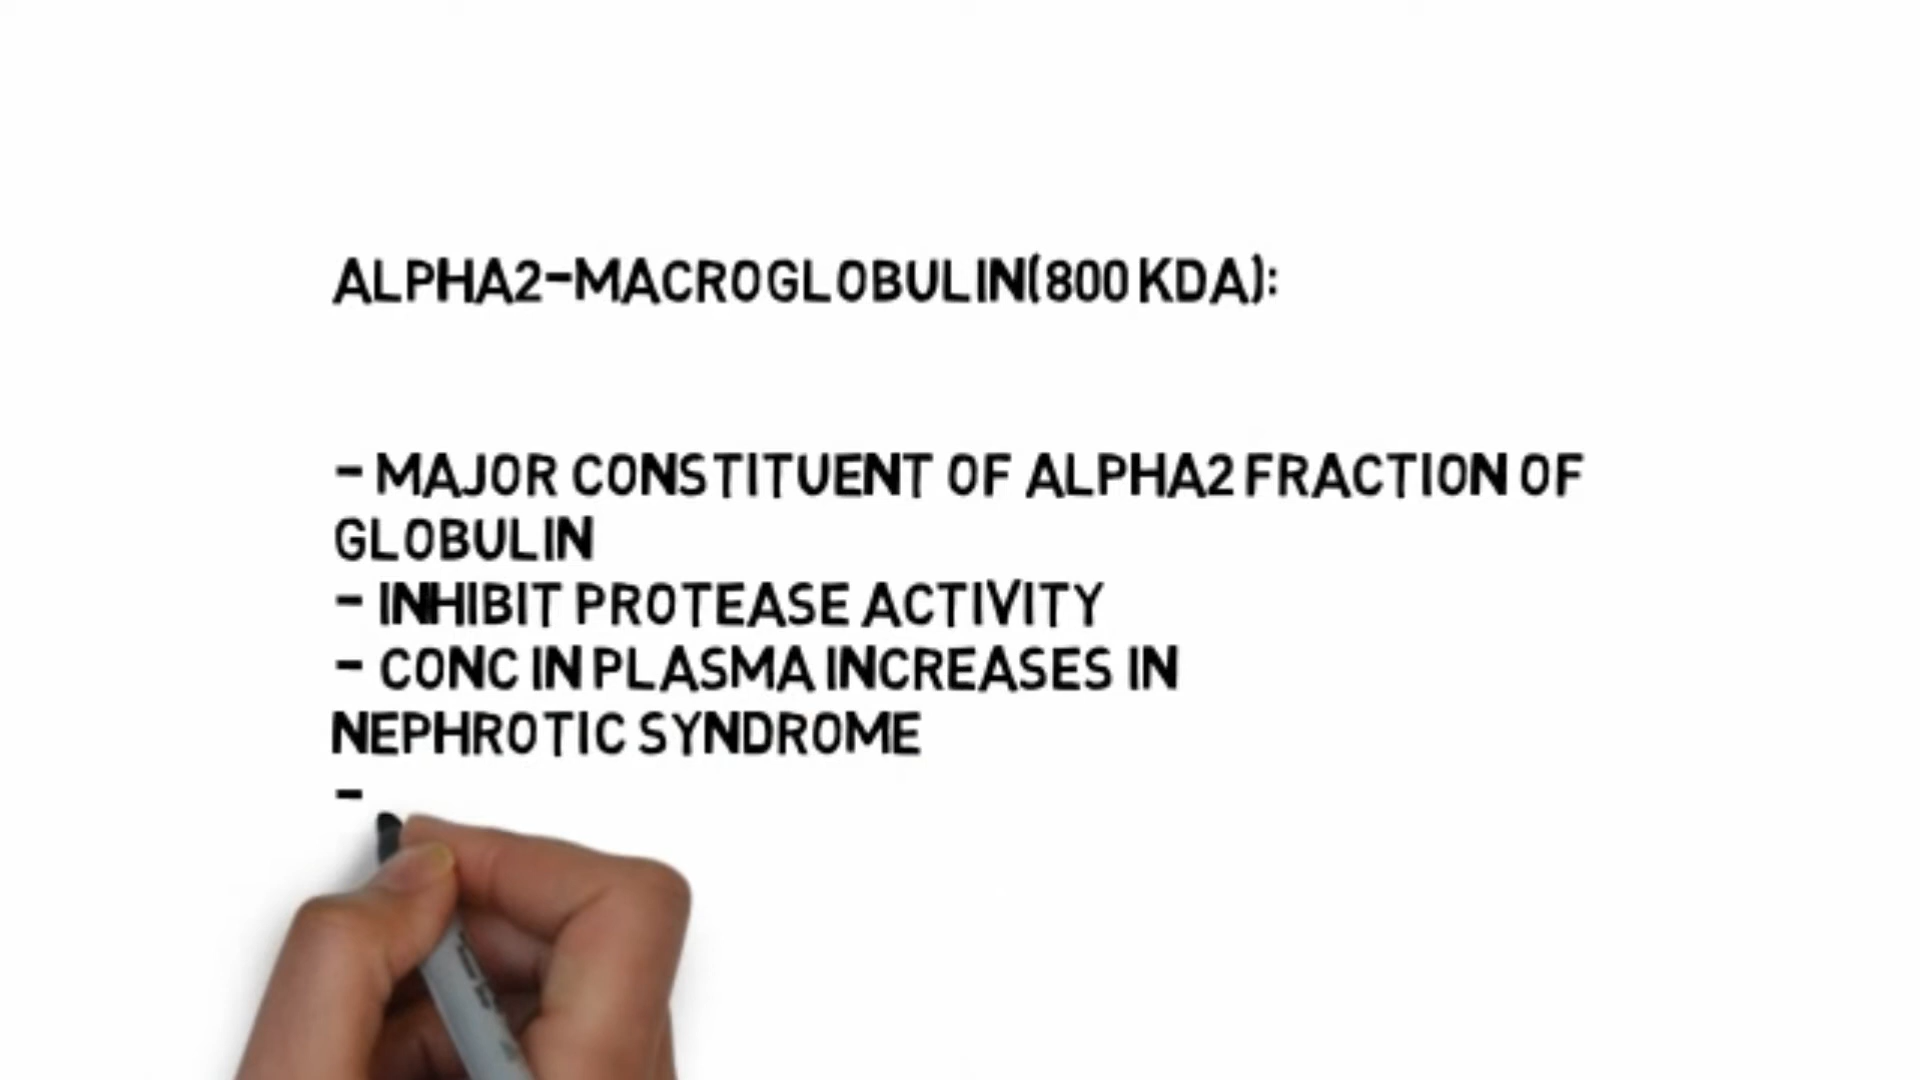 ALPHA2-MACROGLOBULIN(800 KDA):
- MAJOR CONSTITUENT OF ALPHA2 FRACTION OF
GLOBULIN
- INHIBIT PROTEASE ACTIVITY
- CONC IN PLASMA INCREASES IN
NEPHROTIC SYNDROME
-